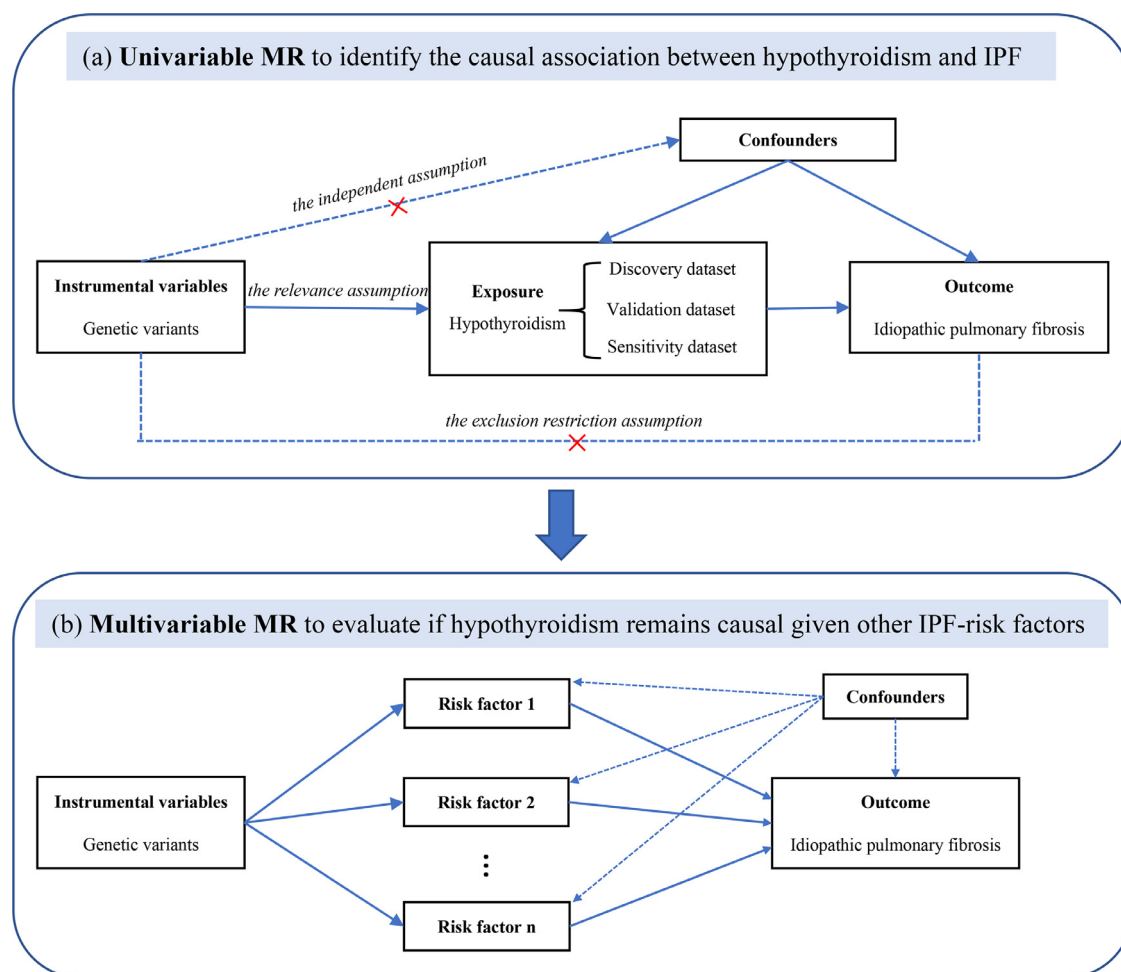 (a) Univariable MR to identify the causal association between hypothyroidism and IPF
Confounders
the independent assumption
Instrumental variables
Genetic variants
the relevance assumption
Exposure
Hypothyroidism
Discovery dataset
Validation dataset
Sensitivity dataset
Outcome
Idiopathic pulmonary fibrosis
the exclusion restriction assumption
(b) Multivariable MR to evaluate if hypothyroidism remains causal given other IPF-risk factors
Risk factor 1
Confounders
Instrumental variables
Genetic variants
Risk factor 2
⋮
Risk factor n
Outcome
Idiopathic pulmonary fibrosis